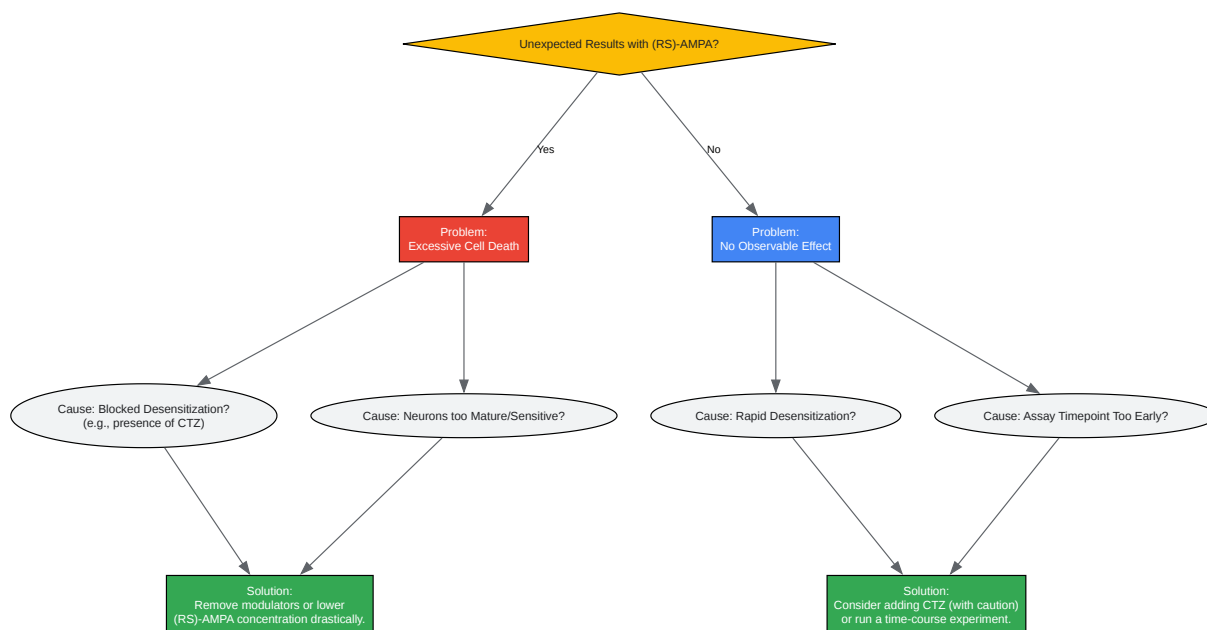 Unexpected Results with (RS)-AMPA?
Yes
No
Problem:
Excessive Cell Death
Problem:
No Observable Effect
Cause: Blocked Desensitization?
(e.g., presence of CTZ)
Cause: Neurons too Mature/Sensitive?
Cause: Rapid Desensitization?
Cause: Assay Timepoint Too Early?
Solution:
Remove modulators or lower
(RS)-AMPA concentration drastically.
Solution:
Consider adding CTZ (with caution)
or run a time-course experiment.